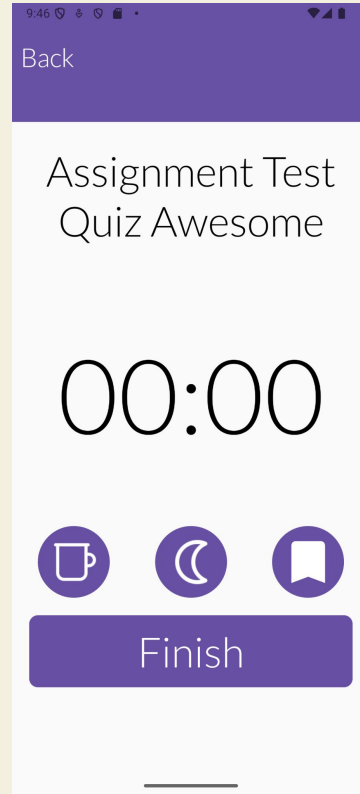 9:46
Back
Assignment Test
Quiz Awesome
00:00
Finish